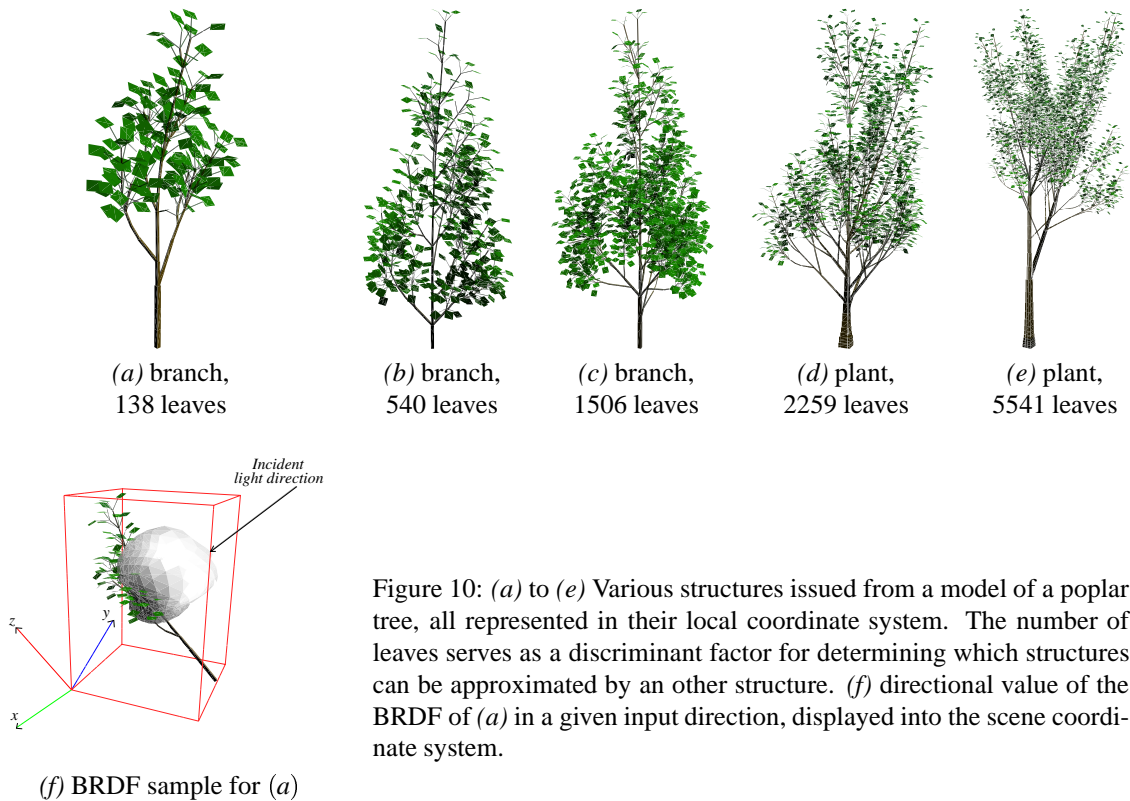 (a) branch,
138 leaves
(b) branch,
540 leaves
(c) branch,
1506 leaves
(d) plant,
2259 leaves
(e) plant,
5541 leaves
Incident
light direction
z
y
x
(f) BRDF sample for (a)
Figure 10: (a) to (e) Various structures issued from a model of a poplar
tree, all represented in their local coordinate system. The number of
leaves serves as a discriminant factor for determining which structures
can be approximated by an other structure. (f) directional value of the
BRDF of (a) in a given input direction, displayed into the scene coordi-
nate system.